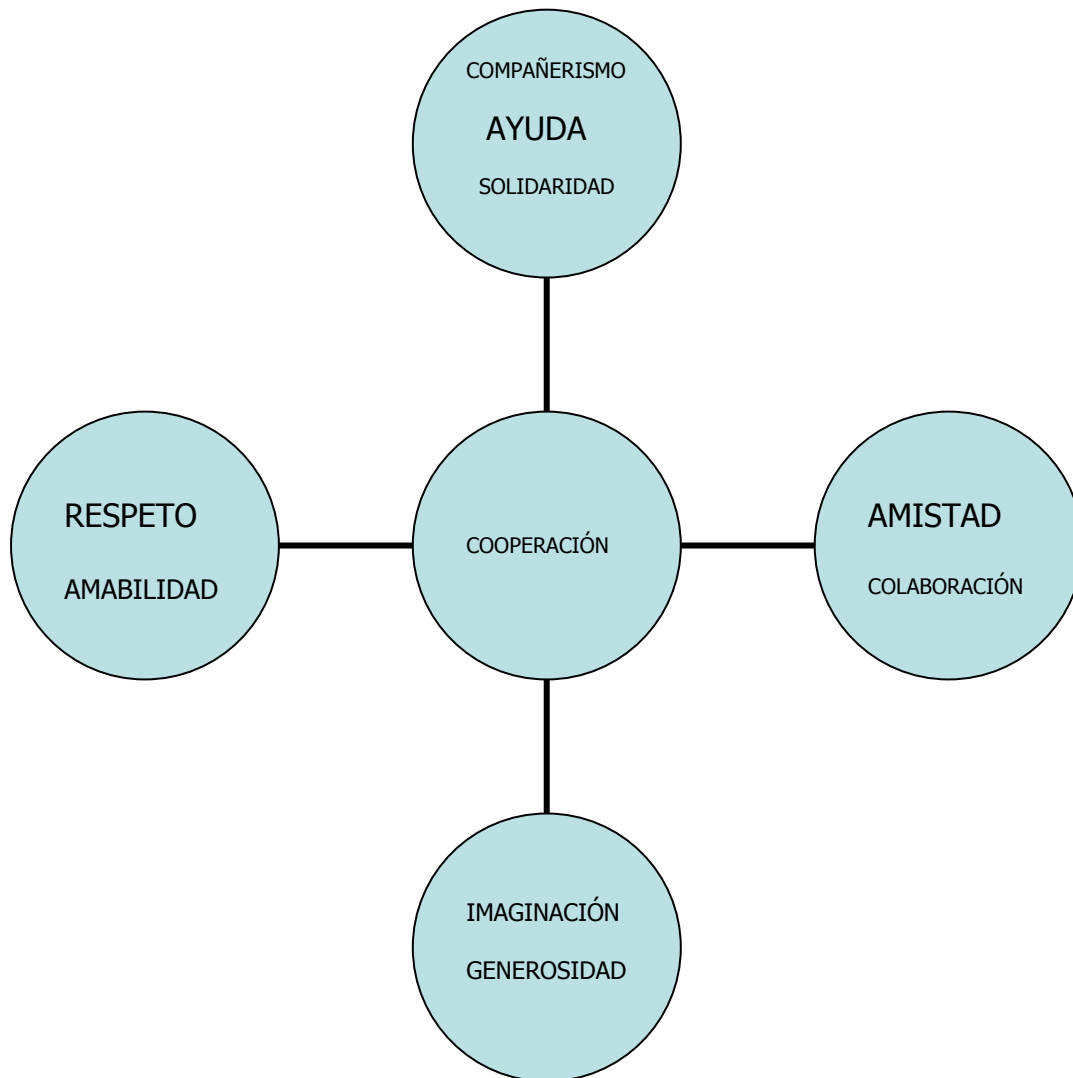 COMPAÑERISMO
AYUDA
SOLIDARIDAD
RESPETO
AMABILIDAD
COOPERACIÓN
AMISTAD
COLABORACIÓN
IMAGINACIÓN
GENEROSIDAD